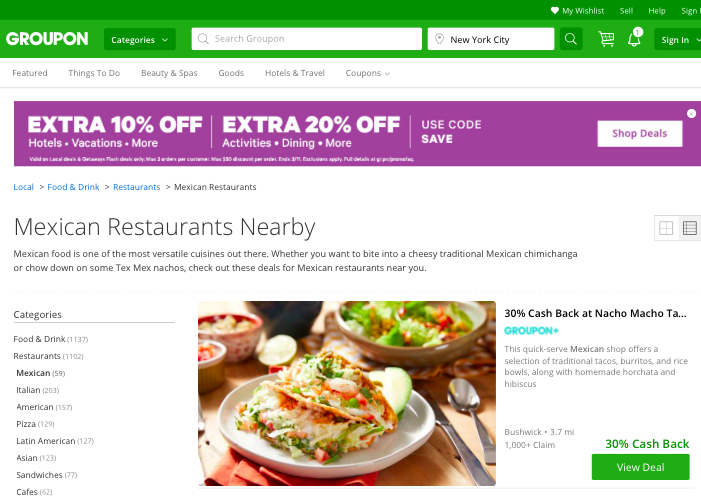 My Wishlist Sell Help Sign
GROUPON Categories Search Groupon New York City 1 Sign In
Featured Things To Do Beauty & Spas Goods Hotels & Travel Coupons
EXTRA 10% OFF EXTRA 20% OFF USE CODE
Hotels • Vacations • More Activities • Dining • More SAVE
Shop Deals
Valid on Local deals & Getaways Flash deals only; Max 3 orders per customer. Max $50 discount per order. Ends 3/11. Exclusions apply. Full details at gr.pn/promofaq.
Local > Food & Drink > Restaurants > Mexican Restaurants
Mexican Restaurants Nearby
Mexican food is one of the most versatile cuisines out there. Whether you want to bite into a cheesy traditional Mexican chimichanga
or chow down on some Tex Mex nachos, check out these deals for Mexican restaurants near you.
Categories
Food & Drink (1137)
Restaurants (1102)
Mexican (59)
Italian (203)
American (157)
Pizza (129)
Latin American (127)
Asian (123)
Sandwiches (77)
Cafes (62)
30% Cash Back at Nacho Macho Ta...
GROUPON+
This quick-serve Mexican shop offers a
selection of traditional tacos, burritos, and rice
bowls, along with homemade horchata and
hibiscus
Bushwick • 3.7 mi
1,000+ Claim
30% Cash Back
View Deal